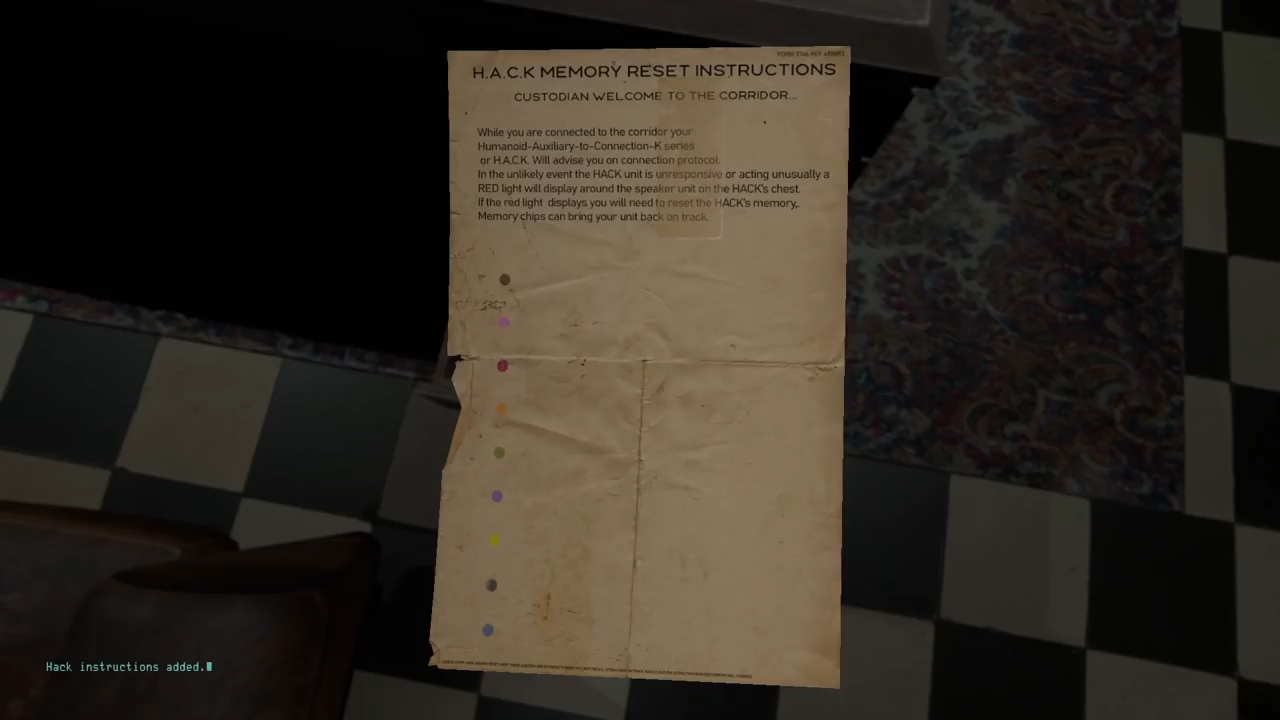 H.A.C.K MEMORY RESET INSTRUCTIONS
CUSTODIAN WELCOME TO THE CORRIDOR...
While you are connected to the corridor your
Humanoid-Auxiliary-to-Connection-K series
or H.A.C.K. Will advise you on connection protocol.
In the unlikely event the HACK unit is unresponsive or acting unusually a
RED light will display around the speaker unit on the HACK's chest.
If the red light displays you will need to reset the HACK's memory,.
Memory chips can bring your unit back on track.
Hack instructions added.